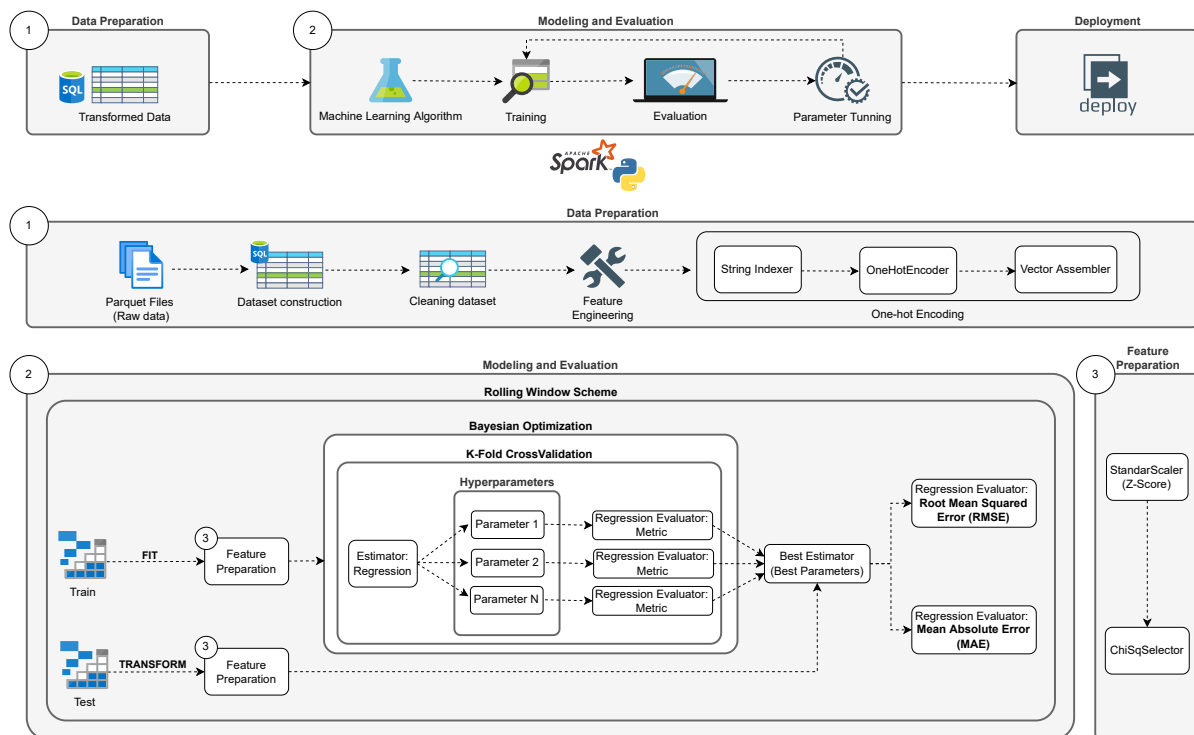 Data Preparation
Modeling and Evaluation
Deployment
1
2
SQL
Transformed Data
Machine Learning Algorithm
Training
Evaluation
Parameter Tunning
deploy
APACHE
Spark
1
Data Preparation
SQL
String Indexer
OneHotEncoder
Vector Assembler
Parquet Files
(Raw data)
Dataset construction
Cleaning dataset
Feature
Engineering
One-hot Encoding
2
Modeling and Evaluation
3
Feature
Preparation
Rolling Window Scheme
Bayesian Optimization
K-Fold CrossValidation
Hyperparameters
Train
FIT
3
Feature
Preparation
Estimator:
Regression
Parameter 1
Parameter 2
Parameter N
Regression Evaluator:
Metric
Regression Evaluator:
Metric
Regression Evaluator:
Metric
Best Estimator
(Best Parameters)
Regression Evaluator:
Root Mean Squared
Error (RMSE)
Regression Evaluator:
Mean Absolute Error
(MAE)
Test
TRANSFORM
3
Feature
Preparation
StandarScaler
(Z-Score)
ChiSqSelector